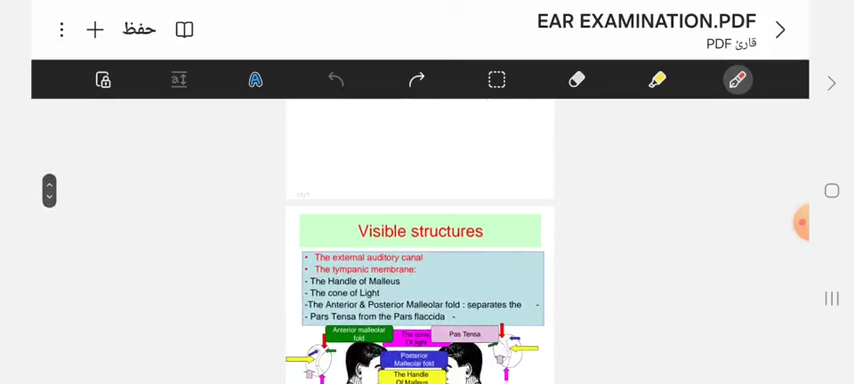 EAR EXAMINATION.PDF
قارئ PDF
حفظ
Visible structures
• The external auditory canal
• The tympanic membrane:
- The Handle of Malleus
- The cone of Light
-The Anterior & Posterior Malleolar fold : separates the -
- Pars Tensa from the Pars flaccida -
Anterior malleolar
fold
The cone
Of light
Pas Tensa
Posterior
Malleolar fold
The Handle
Of Malleus